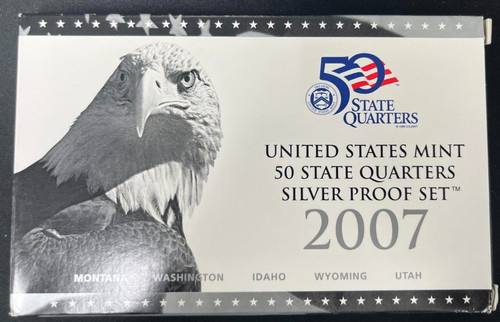 50
STATE
QUARTERS
UNITED STATES MINT
50 STATE QUARTERS
SILVER PROOF SET™
2007
MONTANA WASHINGTON IDAHO WYOMING UTAH